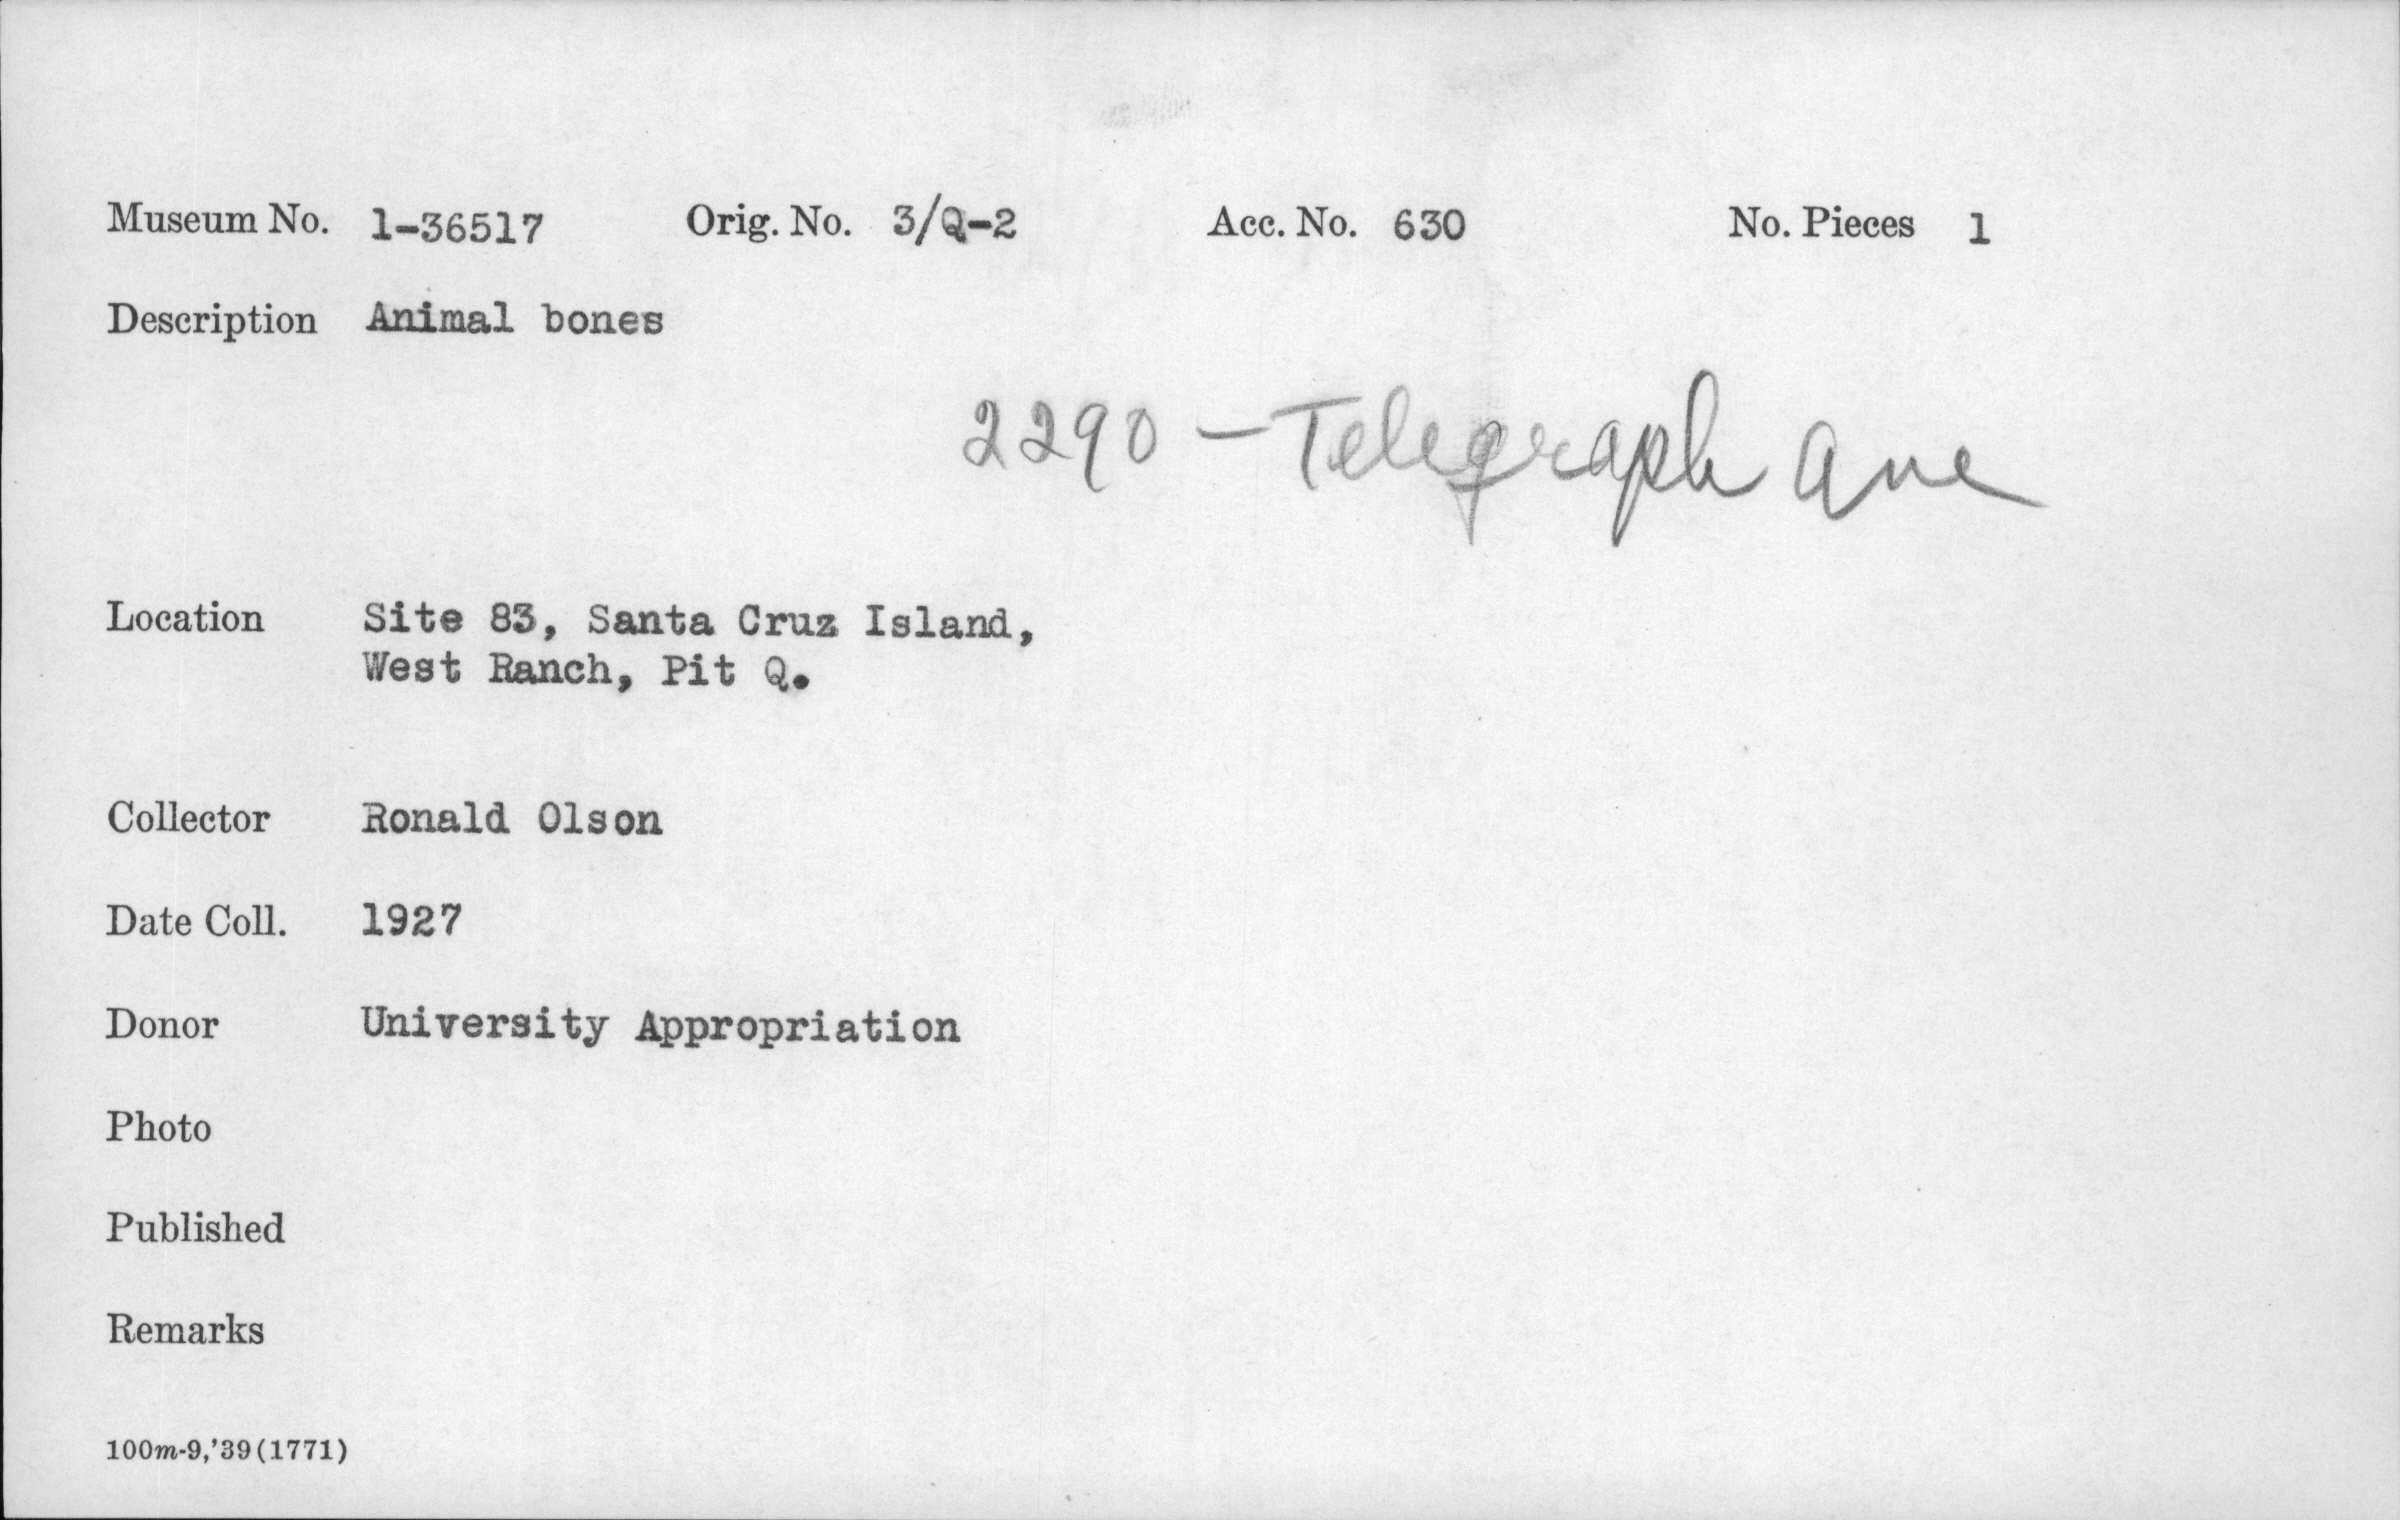 Museum No. 1-36517 Orig. No. 3/Q-2 Acc. No. 630 No. Pieces 1
Description Animal bones
2290 - Telegraph Ave
Location Site 83, Santa Cruz Island,
West Ranch, Pit Q.
Collector Ronald Olson
Date Coll. 1927
Donor University Appropriation
Photo
Published
Remarks
100m-9,'39(1771)